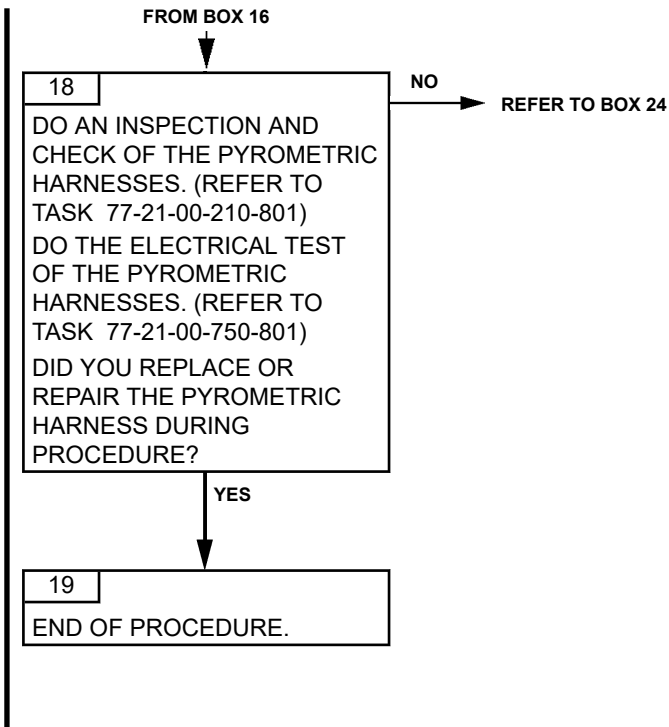 FROM BOX 16
18
NO
REFER TO BOX 24
DO AN INSPECTION AND
CHECK OF THE PYROMETRIC
HARNESSES. (REFER TO
TASK 77-21-00-210-801)
DO THE ELECTRICAL TEST
OF THE PYROMETRIC
HARNESSES. (REFER TO
TASK 77-21-00-750-801)
DID YOU REPLACE OR
REPAIR THE PYROMETRIC
HARNESS DURING
PROCEDURE?
YES
19
END OF PROCEDURE.